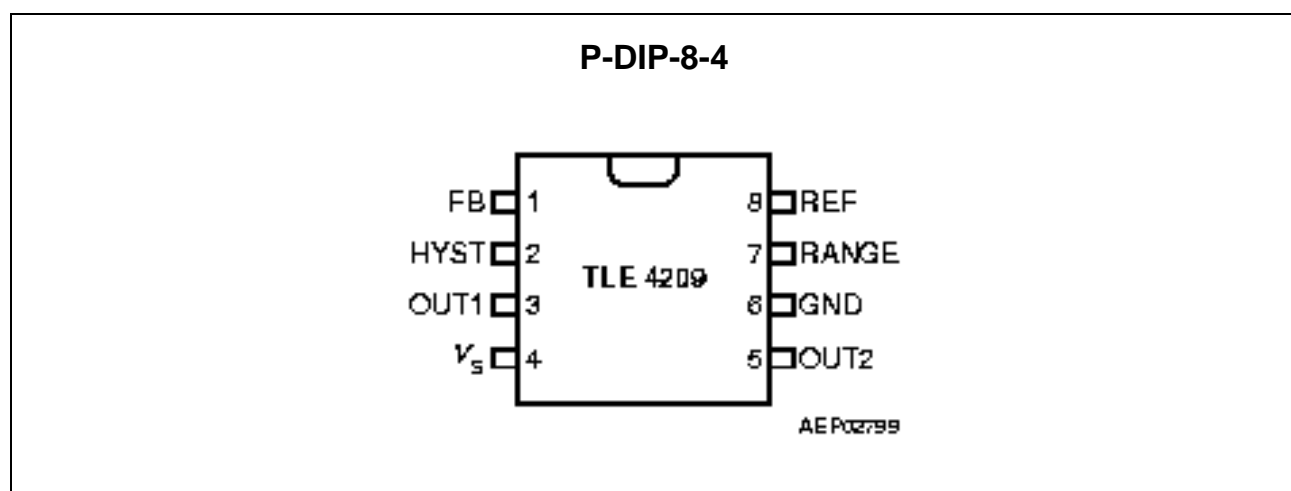 P-DIP-8-4
FB 1 8 REF
HYST 2 7 RANGE
TLE 4209
OUT1 3 6 GND
VS 4 5 OUT2
AEP02799